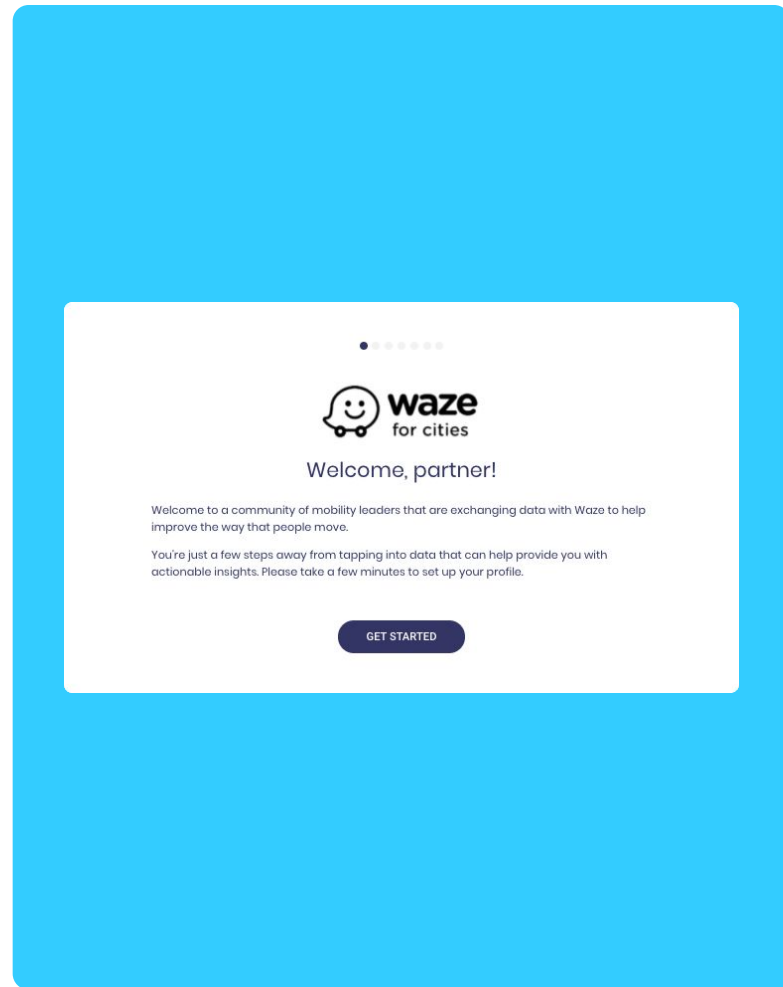 waze
for cities
Welcome, partner!
Welcome to a community of mobility leaders that are exchanging data with Waze to help
improve the way that people move.
You're just a few steps away from tapping into data that can help provide you with
actionable insights. Please take a few minutes to set up your profile.
GET STARTED